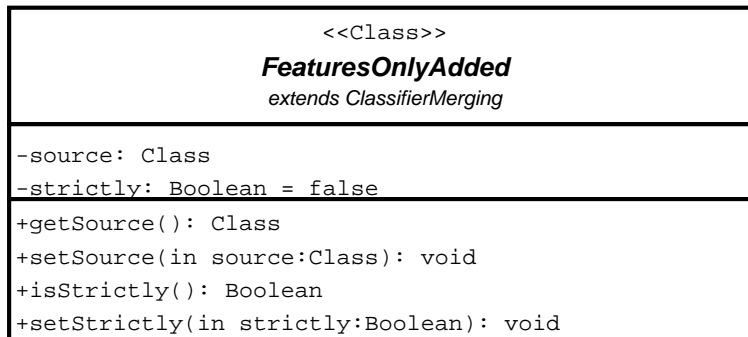 <<Class>>
FeaturesOnlyAdded
extends ClassifierMerging
-source: Class
-strictly: Boolean = false
+getSource(): Class
+setSource(in source:Class): void
+isStrictly(): Boolean
+setStrictly(in strictly:Boolean): void